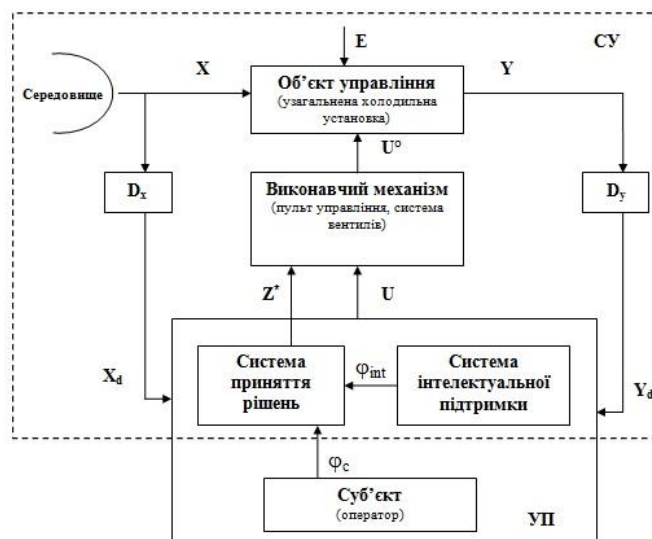 E
СУ
X
Y
Середовище
Об’єкт управління
(узагальнена холодильна
установка)
U°
Dx
Виконавчий механізм
(пульт управління, система
вентилів)
Dy
Z*
U
Xd
Система
прийняття
рішень
φint
Система
інтелектуальної
підтримки
Yd
φc
Суб’єкт
(оператор)
УП